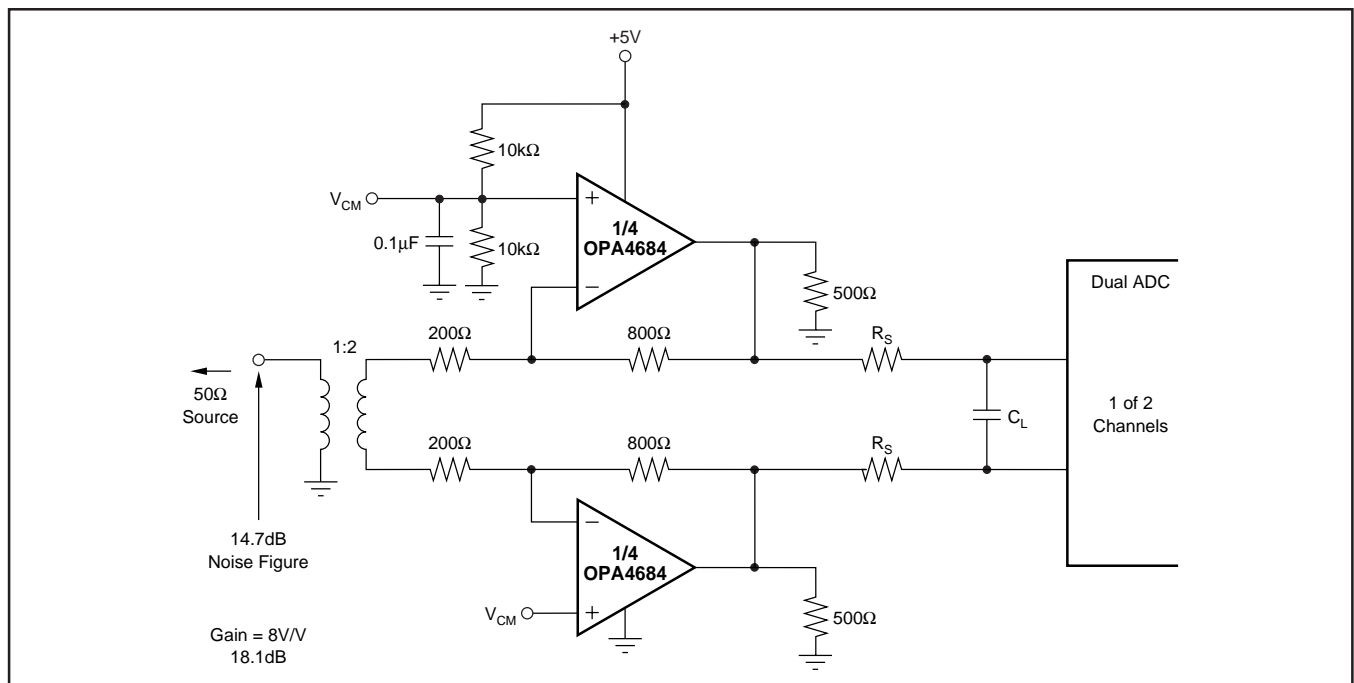 +5V
10kΩ
V_CM
+
1/4
OPA4684
0.1µF
10kΩ
−
500Ω
Dual ADC
200Ω
800Ω
R_S
1:2
50Ω
Source
1 of 2
Channels
C_L
200Ω
800Ω
R_S
−
14.7dB
Noise Figure
1/4
OPA4684
V_CM
+
500Ω
Gain = 8V/V
18.1dB